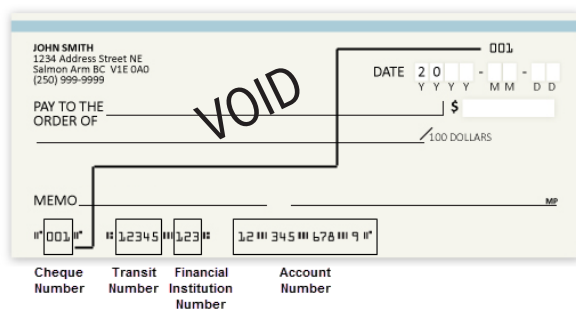 JOHN SMITH
1234 Address Street NE
Salmon Arm BC V1E 0A0
(250) 999-9999
001
DATE 2 0 - -
Y Y Y Y M M D D
PAY TO THE
ORDER OF
$
VOID
/100 DOLLARS
MEMO
MP
⑈001⑈ ⑆12345⑉123⑆ 12⑈345⑈678⑈9⑈
Cheque Number
Transit Number
Financial Institution Number
Account Number